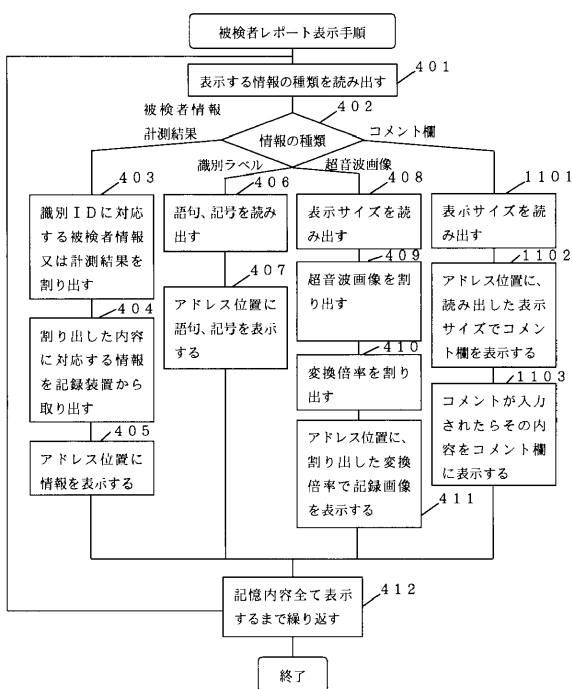 被検者レポート表示手順
401
表示する情報の種類を読み出す
402
被検者情報
計測結果
情報の種類
コメント欄
識別ラベル
超音波画像
403
識別IDに対応
する被検者情報
又は計測結果を
割り出す
404
割り出した内容
に対応する情報
を記録装置から
取り出す
405
アドレス位置に
情報を表示する
406
語句、記号を読み
出す
407
アドレス位置に
語句、記号を表示
する
408
表示サイズを読
み出す
409
超音波画像を割
り出す
410
変換倍率を割り
出す
アドレス位置に、
割り出した変換
倍率で記録画像
を表示する
411
1101
表示サイズを読
み出す
1102
アドレス位置に、
読み出した表示
サイズでコメン
ト欄を表示する
1103
コメントが入力
されたらその内
容をコメント欄
に表示する
412
記憶内容全て表示
するまで繰り返す
終了